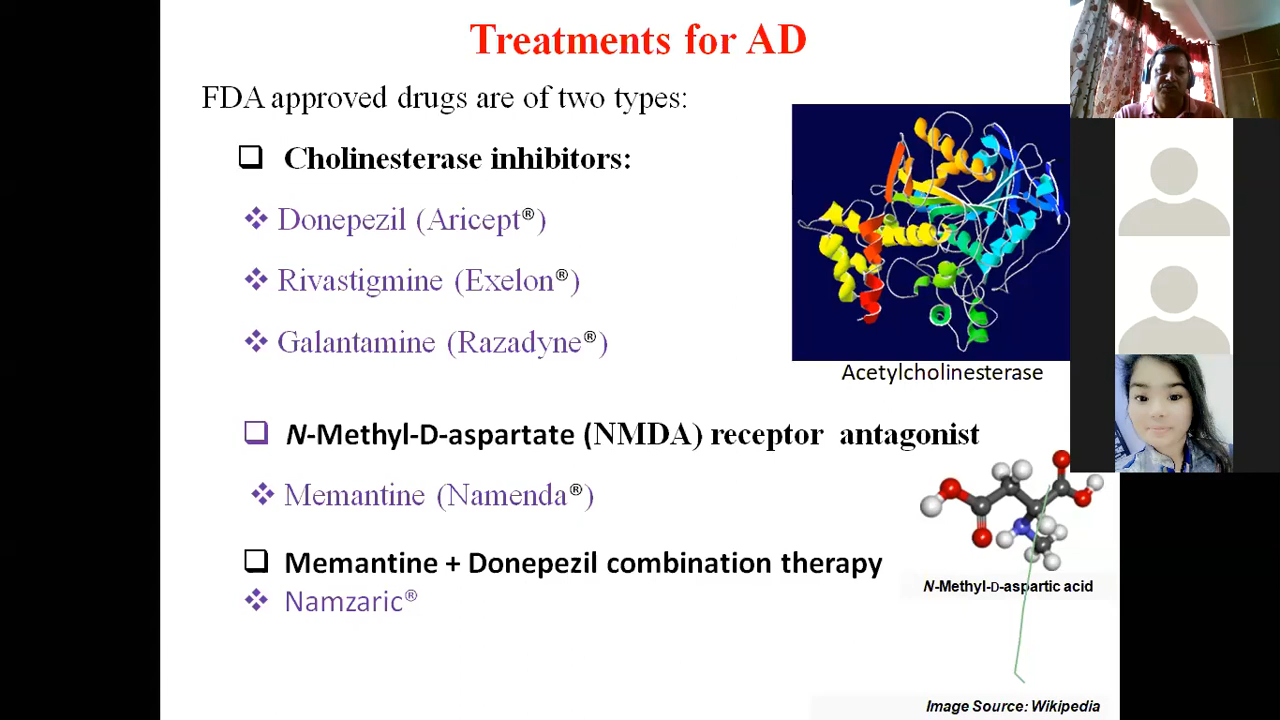 Treatments for AD
FDA approved drugs are of two types:
Cholinesterase inhibitors:
Donepezil (Aricept®)
Rivastigmine (Exelon®)
Galantamine (Razadyne®)
Acetylcholinesterase
N-Methyl-D-aspartate (NMDA) receptor antagonist
Memantine (Namenda®)
Memantine + Donepezil combination therapy
Namzaric®
N-Methyl-D-aspartic acid
Image Source: Wikipedia